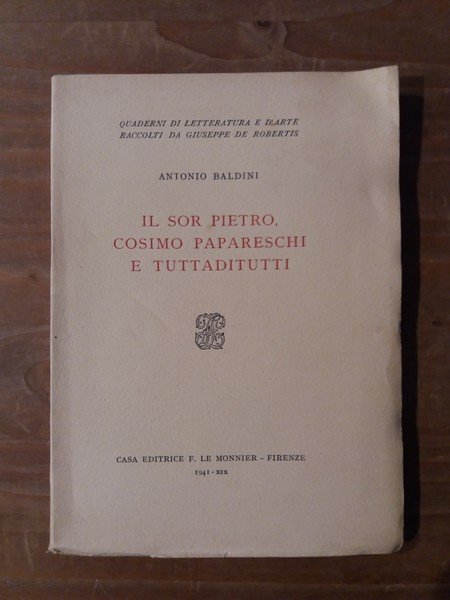 QUADERNI DI LETTERATURA E D'ARTE
RACCOLTI DA GIUSEPPE DE ROBERTIS
ANTONIO BALDINI
IL SOR PIETRO,
COSIMO PAPARESCHI
E TUTTADITUTTI
CASA EDITRICE F. LE MONNIER - FIRENZE
1941-XIX